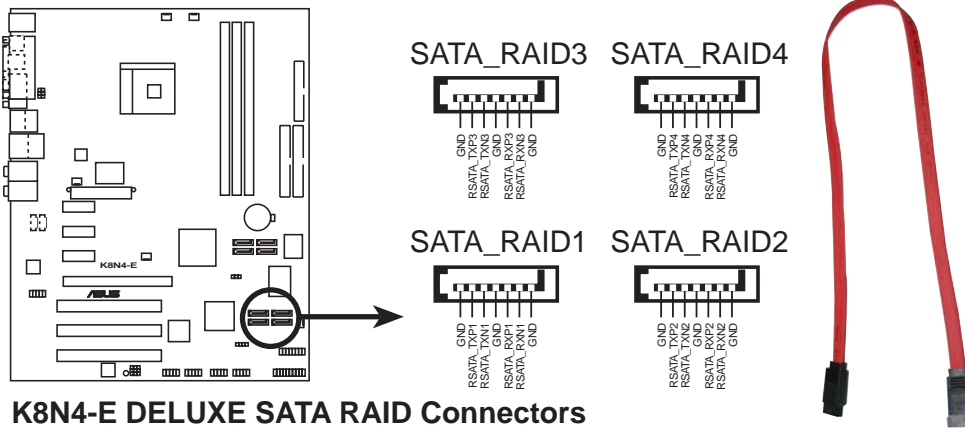 SATA_RAID3
GND
RSATA_TXP3
RSATA_TXN3
GND
RSATA_RXP3
RSATA_RXN3
GND
SATA_RAID4
GND
RSATA_TXP4
RSATA_TXN4
GND
RSATA_RXP4
RSATA_RXN4
GND
SATA_RAID1
GND
RSATA_TXP1
RSATA_TXN1
GND
RSATA_RXP1
RSATA_RXN1
GND
SATA_RAID2
GND
RSATA_TXP2
RSATA_TXN2
GND
RSATA_RXP2
RSATA_RXN2
GND
K8N4-E
ASUS
K8N4-E DELUXE SATA RAID Connectors